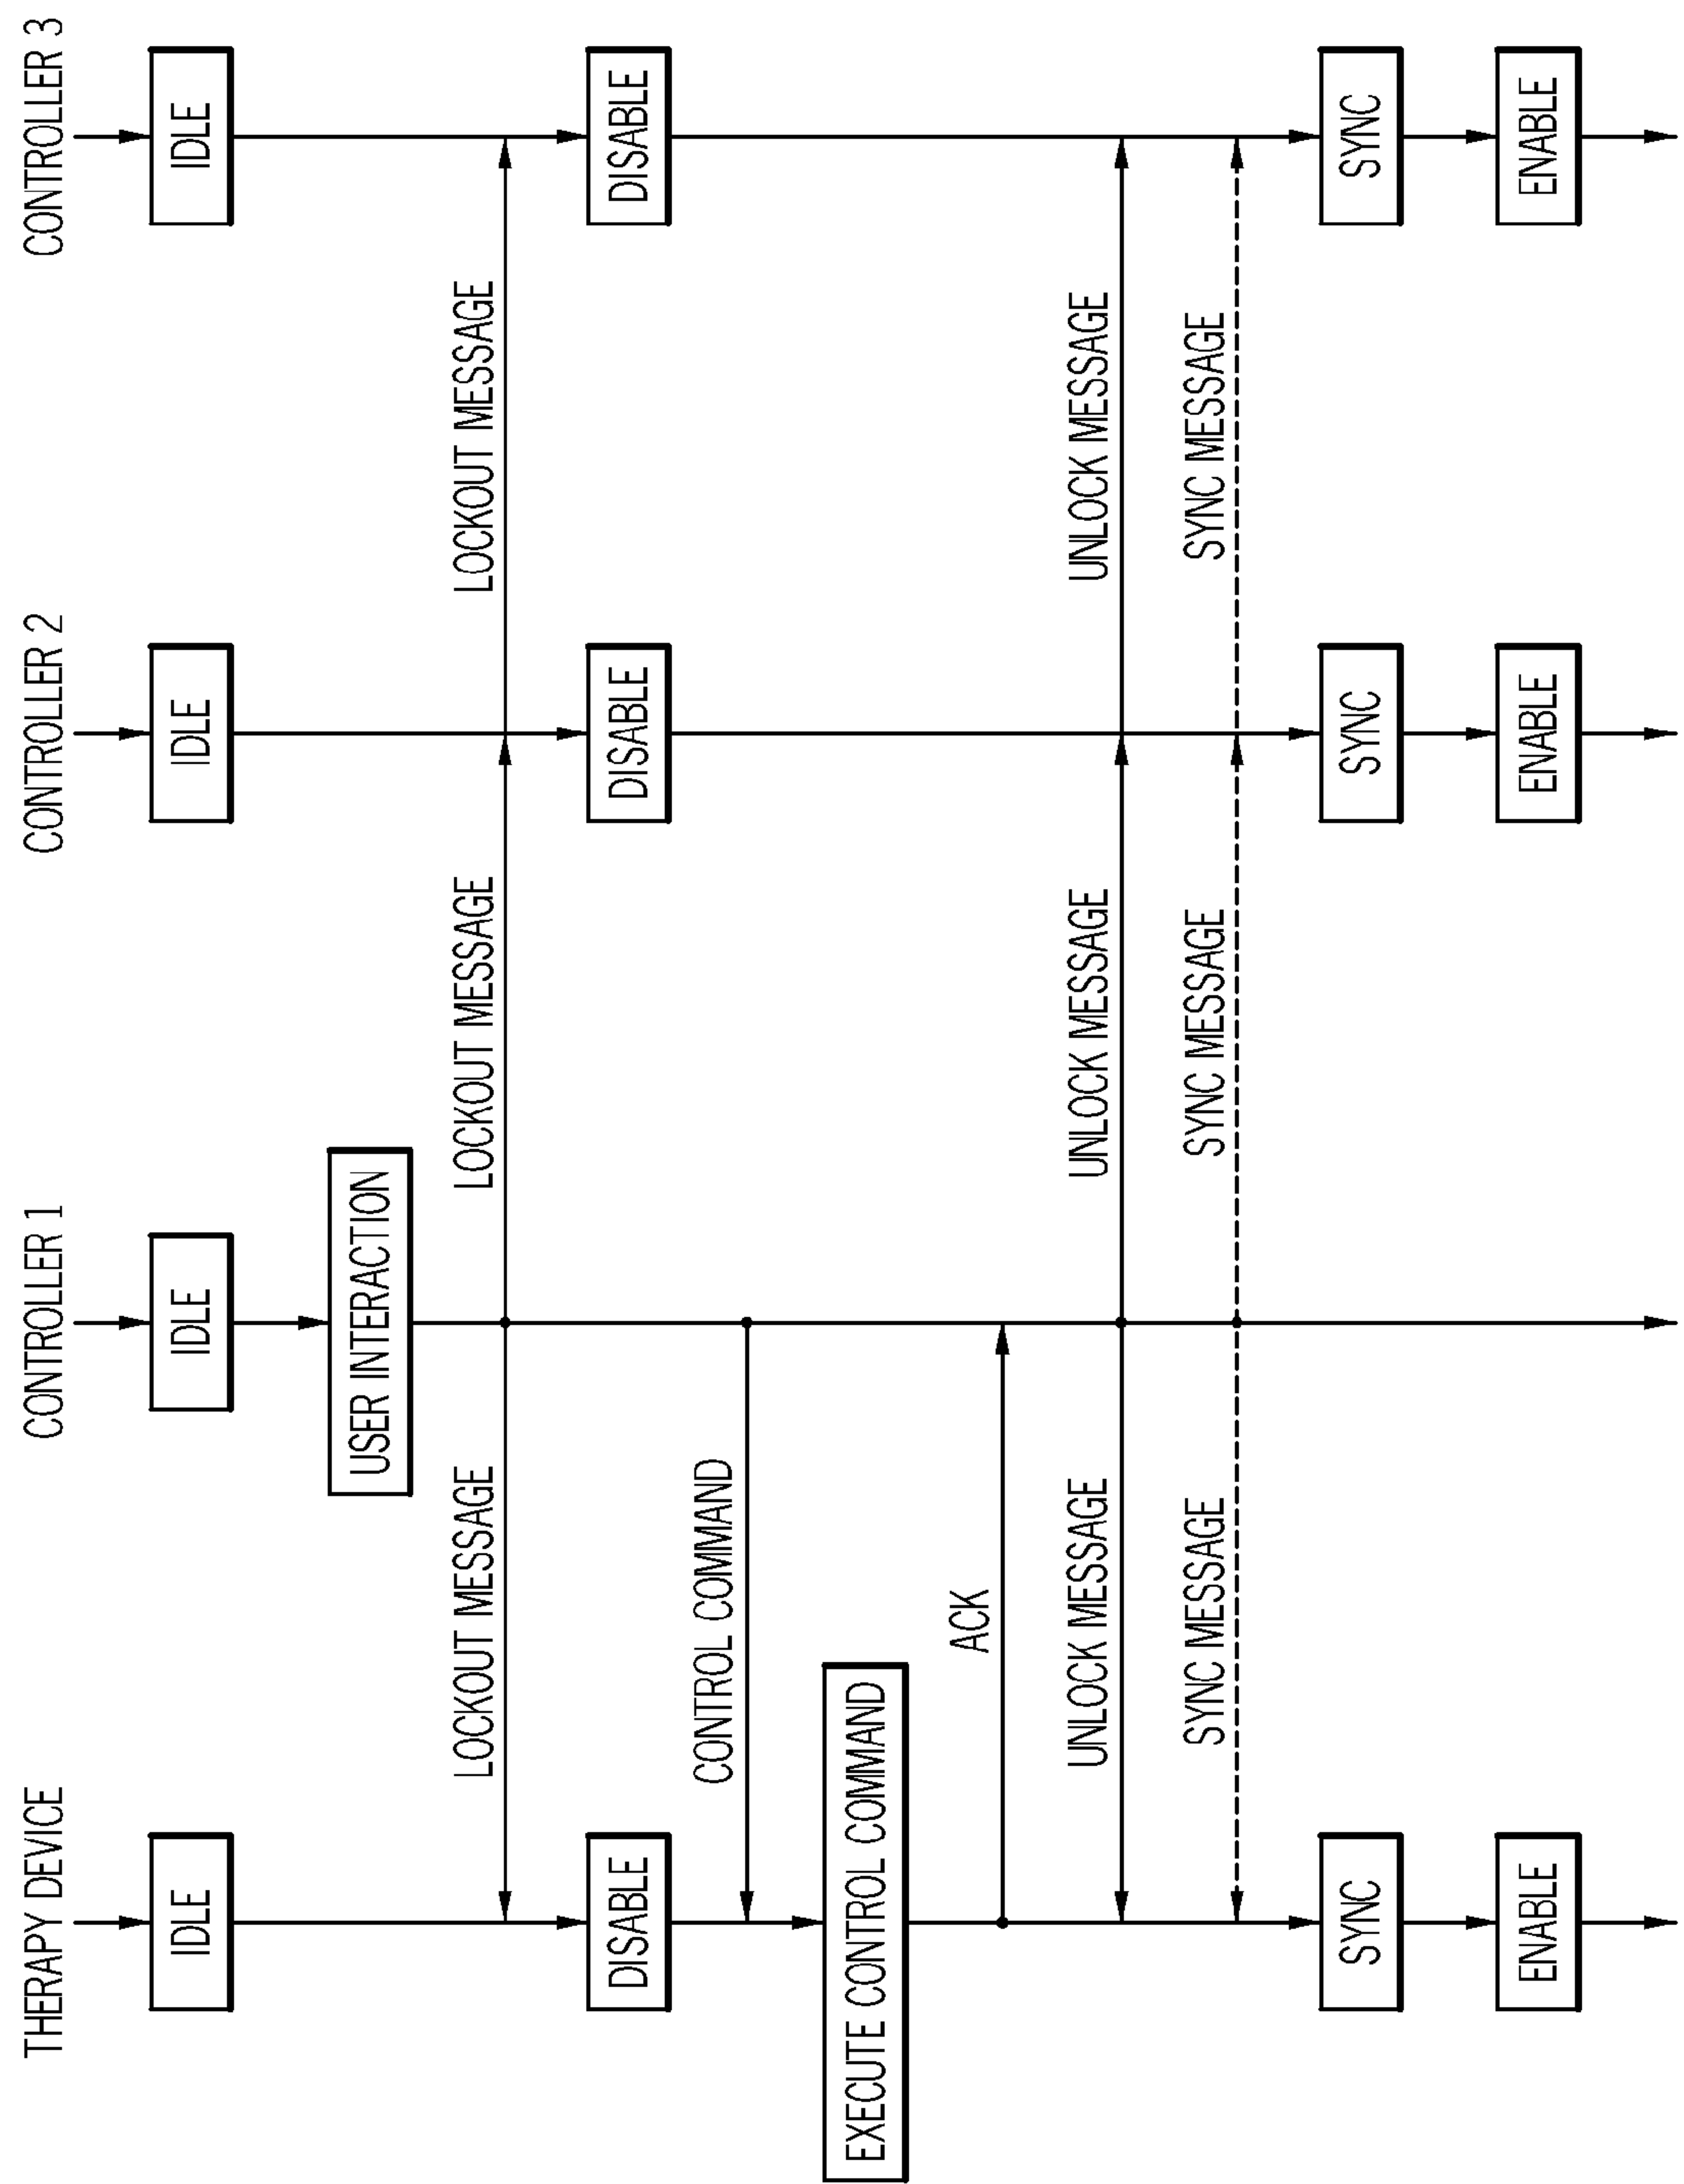 THERAPY DEVICE
CONTROLLER 1
CONTROLLER 2
CONTROLLER 3
IDLE
IDLE
IDLE
IDLE
USER INTERACTION
LOCKOUT MESSAGE
LOCKOUT MESSAGE
LOCKOUT MESSAGE
DISABLE
DISABLE
DISABLE
CONTROL COMMAND
EXECUTE CONTROL COMMAND
ACK
UNLOCK MESSAGE
UNLOCK MESSAGE
UNLOCK MESSAGE
SYNC MESSAGE
SYNC MESSAGE
SYNC MESSAGE
SYNC
SYNC
SYNC
ENABLE
ENABLE
ENABLE